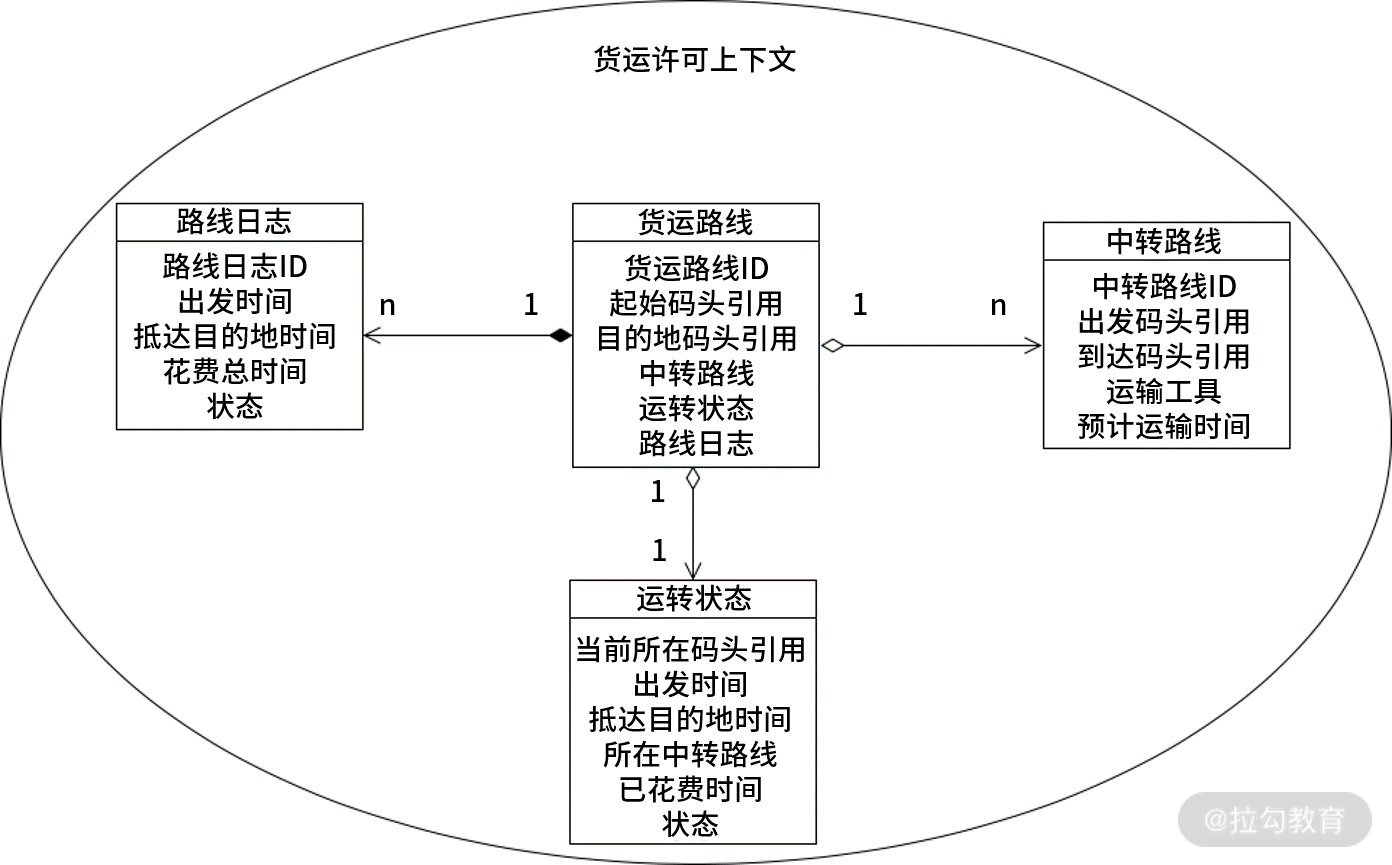 货运许可上下文
路线日志
路线日志ID
出发时间
抵达目的地时间
花费总时间
状态
n
1
货运路线
货运路线ID
起始码头引用
目的地码头引用
中转路线
运转状态
路线日志
1
n
中转路线
中转路线ID
出发码头引用
到达码头引用
运输工具
预计运输时间
1
1
运转状态
当前所在码头引用
出发时间
抵达目的地时间
所在中转路线
已花费时间
状态
@拉勾教育